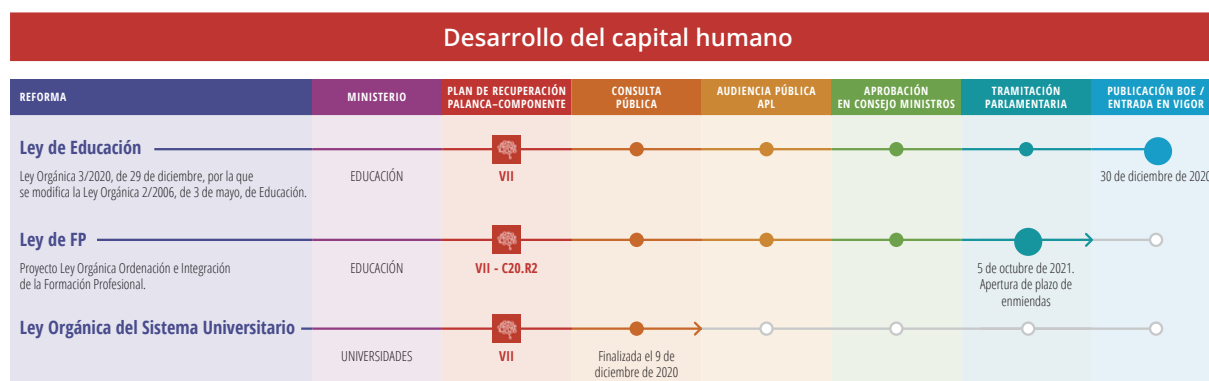 Desarrollo del capital humano
REFORMA
MINISTERIO
PLAN DE RECUPERACIÓN
PALANCA–COMPONENTE
CONSULTA
PÚBLICA
AUDIENCIA PÚBLICA
APL
APROBACIÓN
EN CONSEJO MINISTROS
TRAMITACIÓN
PARLAMENTARIA
PUBLICACIÓN BOE /
ENTRADA EN VIGOR
Ley de Educación
Ley Orgánica 3/2020, de 29 de diciembre, por la que
se modifica la Ley Orgánica 2/2006, de 3 de mayo, de Educación.
EDUCACIÓN
VII
30 de diciembre de 2020
Ley de FP
Proyecto Ley Orgánica Ordenación e Integración
de la Formación Profesional.
EDUCACIÓN
VII - C20.R2
5 de octubre de 2021.
Apertura de plazo de
enmiendas
Ley Orgánica del Sistema Universitario
UNIVERSIDADES
VII
Finalizada el 9 de
diciembre de 2020